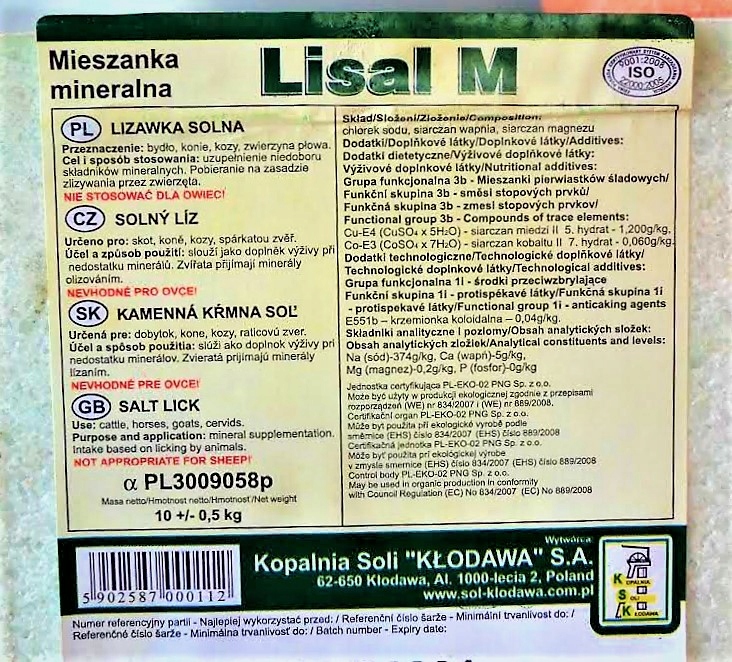 Mieszanka
mineralna
Lisal M
9001:2008
ISO
22000:2005
PL LIZAWKA SOLNA
Przeznaczenie: bydło, konie, kozy, zwierzyna płowa.
Cel i sposób stosowania: uzupełnienie niedoboru
składników mineralnych. Pobieranie na zasadzie
zlizywania przez zwierzęta.
NIE STOSOWAĆ DLA OWIEC!
CZ SOLNÝ LÍZ
Určeno pro: skot, koně, kozy, spárkatou zvěř.
Účel a způsob použití: slouží jako doplněk výživy při
nedostatku minerálů. Zvířata přijímají minerály
olizováním.
NEVHODNÉ PRO OVCE!
SK KAMENNÁ KŔMNA SOĽ
Určená pre: dobytok, kone, kozy, raticovú zver.
Účel a spôsob použitia: slúži ako doplnok výživy při
nedostatku minerálov. Zvieratá prijímajú minerály
lízaním.
NEVHODNÉ PRE OVCE!
GB SALT LICK
Use: cattle, horses, goats, cervids.
Purpose and application: mineral supplementation.
Intake based on licking by animals.
NOT APPROPRIATE FOR SHEEP!
α PL3009058p
Masa netto/Hmotnost netto/Hmotnosť/Net weight
10 +/- 0,5 kg
Skład/Složení/Zloženie/Composition:
chlorek sodu, siarczan wapnia, siarczan magnezu
Dodatki/Doplňkové látky/Doplnkové látky/Additives:
Dodatki dietetyczne/Výživové doplňkové látky:
Výživové doplnkové látky/Nutritional additives:
Grupa funkcjonalna 3b - Mieszanki pierwiastków śladowych/
Funkční skupina 3b - směsi stopových prvků/
Funkčná skupina 3b - zmesi stopových prvkov/
Functional group 3b - Compounds of trace elements:
Cu-E4 (CuSO₄ x 5H₂O) - siarczan miedzi II 5. hydrat - 1,200g/kg,
Co-E3 (CoSO₄ x 7H₂O) - siarczan kobaltu II 7. hydrat - 0,060g/kg.
Dodatki technologiczne/Technologické doplňkové látky/
Technologické doplnkové látky/Technological additives:
Grupa funkcjonalna 1i - środki przeciwzbrylające
Funkční skupina 1i - protispékavé látky/Funkčná skupina 1i
- protispekavé látky/Functional group 1i - anticaking agents
E551b – krzemionka koloidalna – 0,04g/kg.
Składniki analityczne i poziomy/Obsah analytických složek:
Obsah analytických zložiek/Analytical constituents and levels:
Na (sód)-374g/kg, Ca (wapń)-5g/kg,
Mg (magnez)-0,2g/kg, P (fosfor)-0g/kg
Jednostka certyfikująca PL-EKO-02 PNG Sp. z o.o.
Może być użyty w produkcji ekologicznej zgodnie z przepisami
rozporządzeń (WE) nr 834/2007 i (WE) nr 889/2008.
Certifikační organ PL-EKO-02 PNG Sp. z o.o.
Může být použita při ekologické výrobě podle
směrnice (EHS) číslo 834/2007 (EHS) číslo 889/2008
Certifikačná jednotka PL-EKO-02 PNG Sp. z o.o.
Může byť použití pri ekológickej výrobe
v zmysle smernice (EHS) číslo 834/2007 (EHS) číslo 889/2008
Control body PL-EKO-02 PNG Sp. z o.o.
May be used in organic production in conformity
with Council Regulation (EC) No 834/2007 (EC) No 889/2008
5 902587 000112
Wytwórca:
Kopalnia Soli "KŁODAWA" S.A.
62-650 Kłodawa, Al. 1000-lecia 2, Poland
www.sol-klodawa.com.pl
KOPALNIA
SOLI
KŁODAWA
Numer referencyjny partii - Najlepiej wykorzystać przed: / Referenční číslo šarže - Minimální trvanlivost do: /
Referenčné číslo šarže - Minimálna trvanlivosť do: / Batch number - Expiry date: